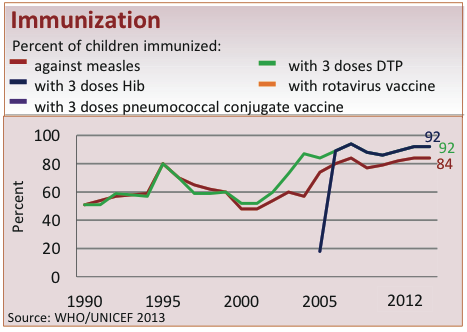 Immunization
Percent of children immunized:
against measles
with 3 doses DTP
with 3 doses Hib
with rotavirus vaccine
with 3 doses pneumococcal conjugate vaccine
100
80
60
40
20
0
Percent
92
92
84
1990 1995 2000 2005 2012
Source: WHO/UNICEF 2013